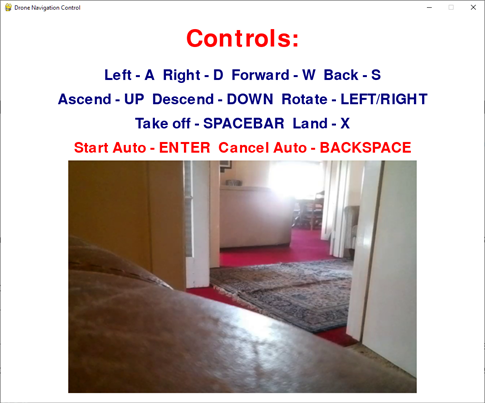 Drone Navigation Control
Controls:
Left - A Right - D Forward - W Back - S
Ascend - UP Descend - DOWN Rotate - LEFT/RIGHT
Take off - SPACEBAR Land - X
Start Auto - ENTER Cancel Auto - BACKSPACE